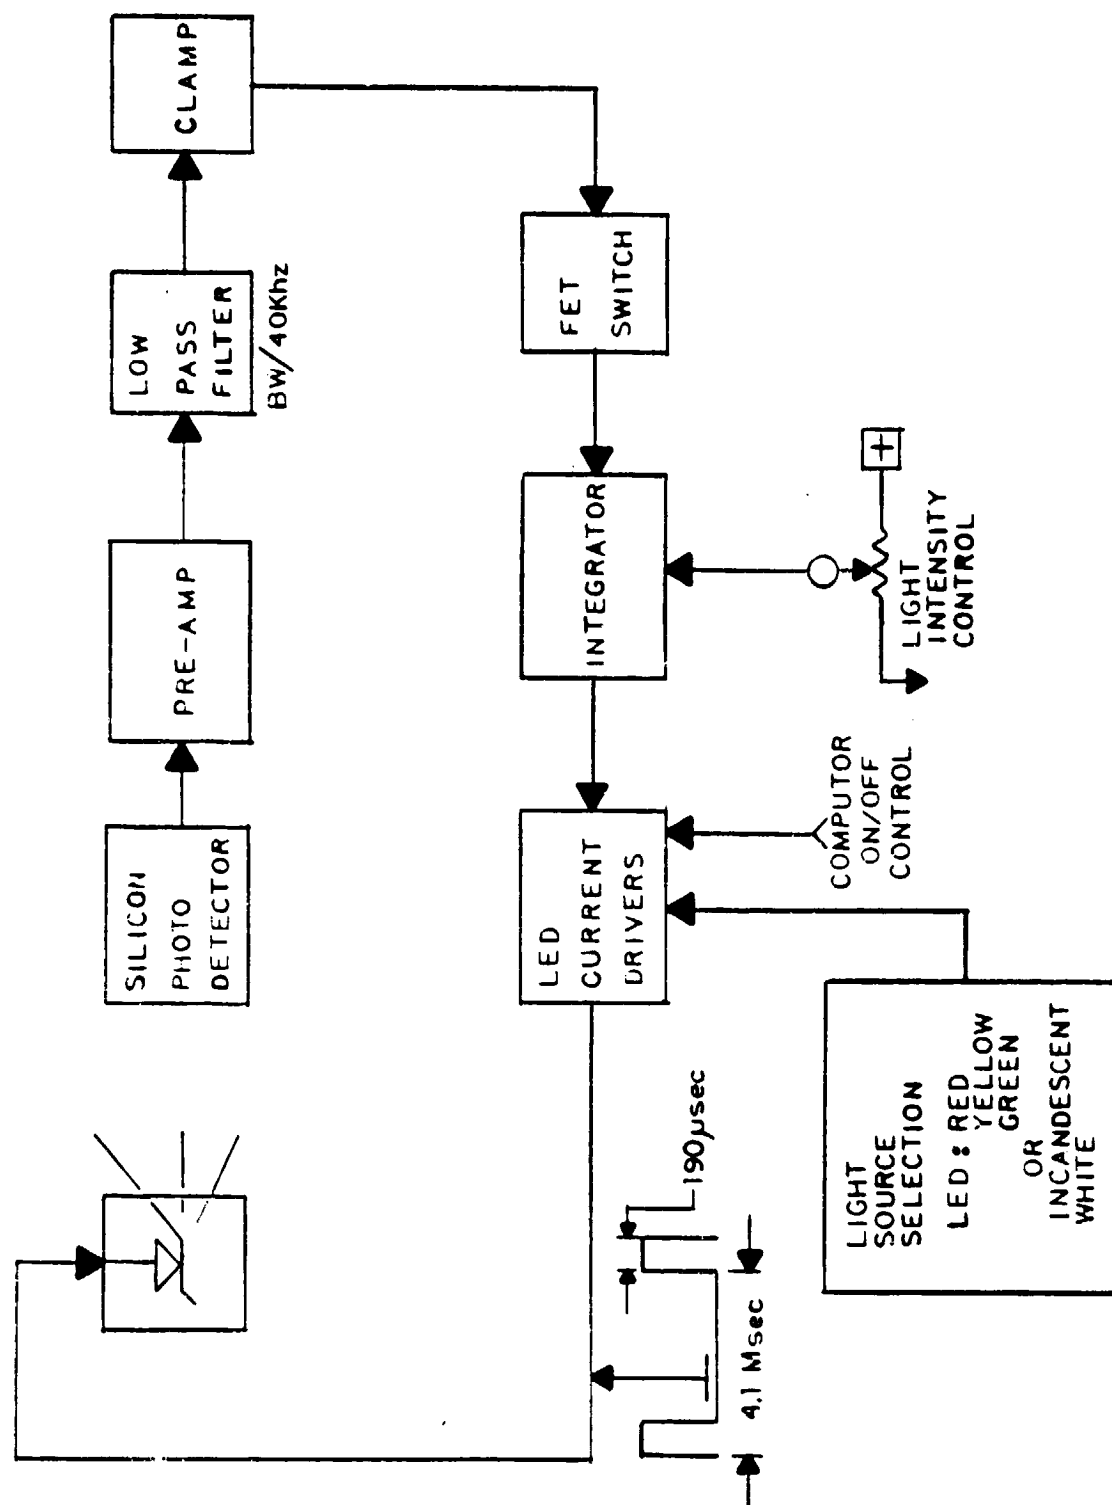 SILICON
PHOTO
DETECTOR
PRE-AMP
LOW
PASS
FILTER
BW/40Khz
CLAMP
LED
CURRENT
DRIVERS
INTEGRATOR
FET
SWITCH
190µsec
4.1 Msec
COMPUTOR
ON/OFF
CONTROL
+
LIGHT
INTENSITY
CONTROL
LIGHT
SOURCE
SELECTION
LED: RED
YELLOW
GREEN
OR
INCANDESCENT
WHITE